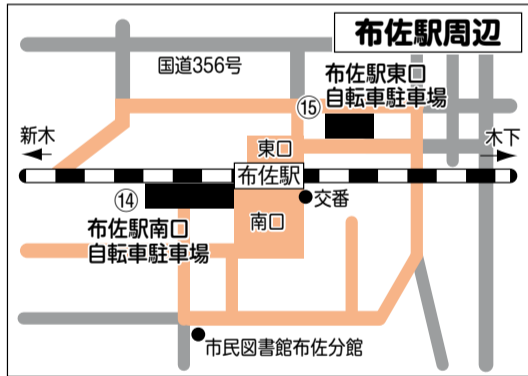 布佐駅周辺
国道356号
布佐駅東口
⑮ 自転車駐車場
新木
東口
木下
布佐駅
⑭
交番
布佐駅南口
自転車駐車場
南口
市民図書館布佐分館